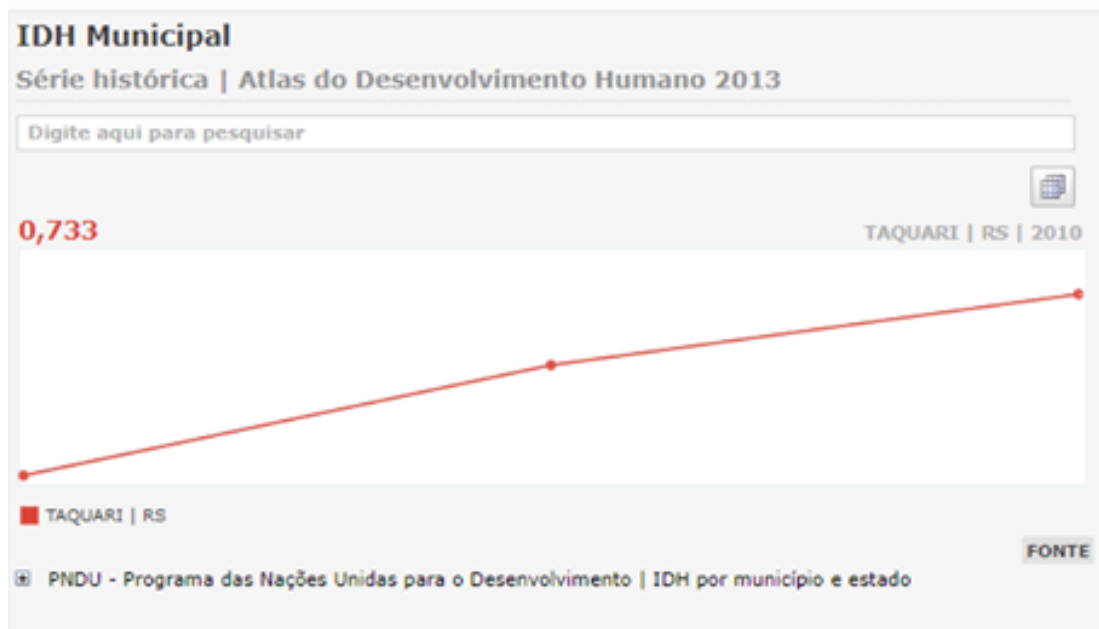 IDH Municipal
Série histórica | Atlas do Desenvolvimento Humano 2013
Digite aqui para pesquisar
0,733
TAQUARI | RS | 2010
TAQUARI | RS
FONTE
PNDU - Programa das Nações Unidas para o Desenvolvimento | IDH por município e estado